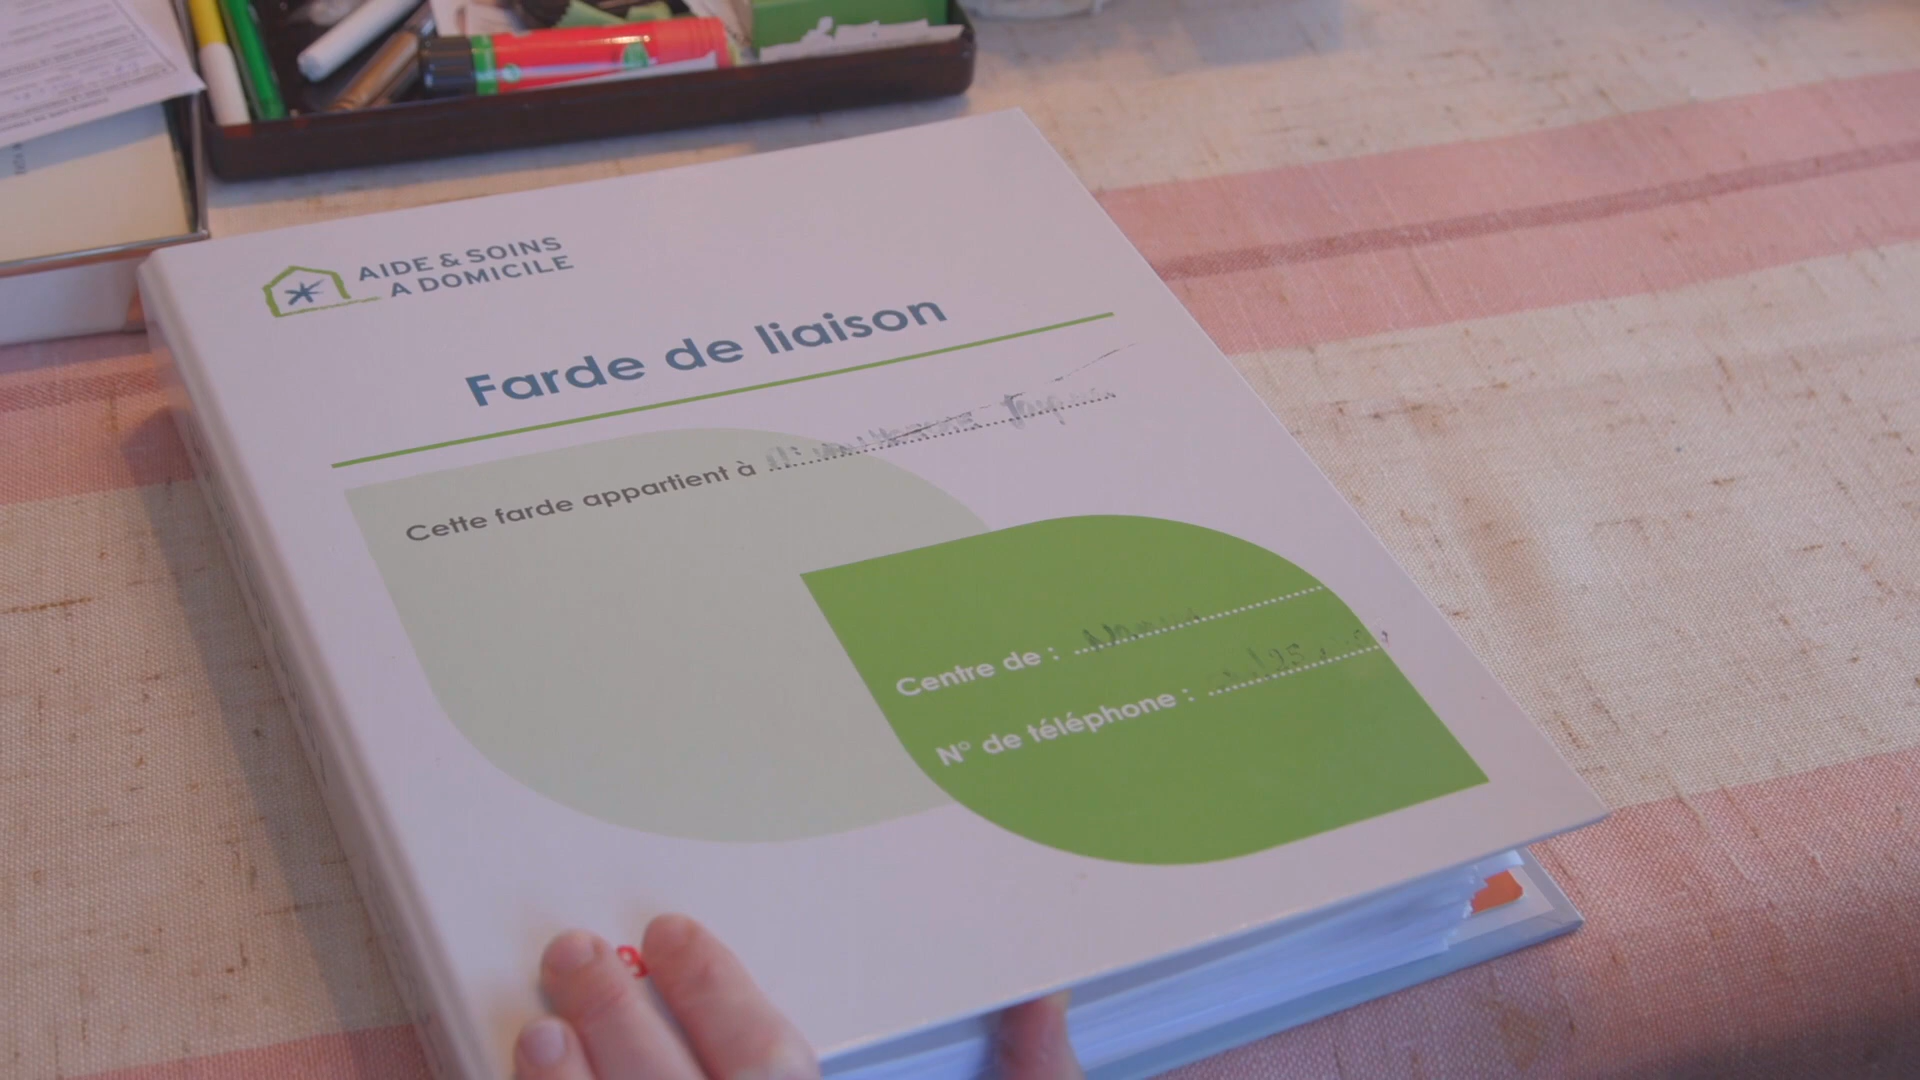 AIDE & SOINS
A DOMICILE
Farde de liaison
Cette farde appartient à
Centre de :
N° de téléphone :